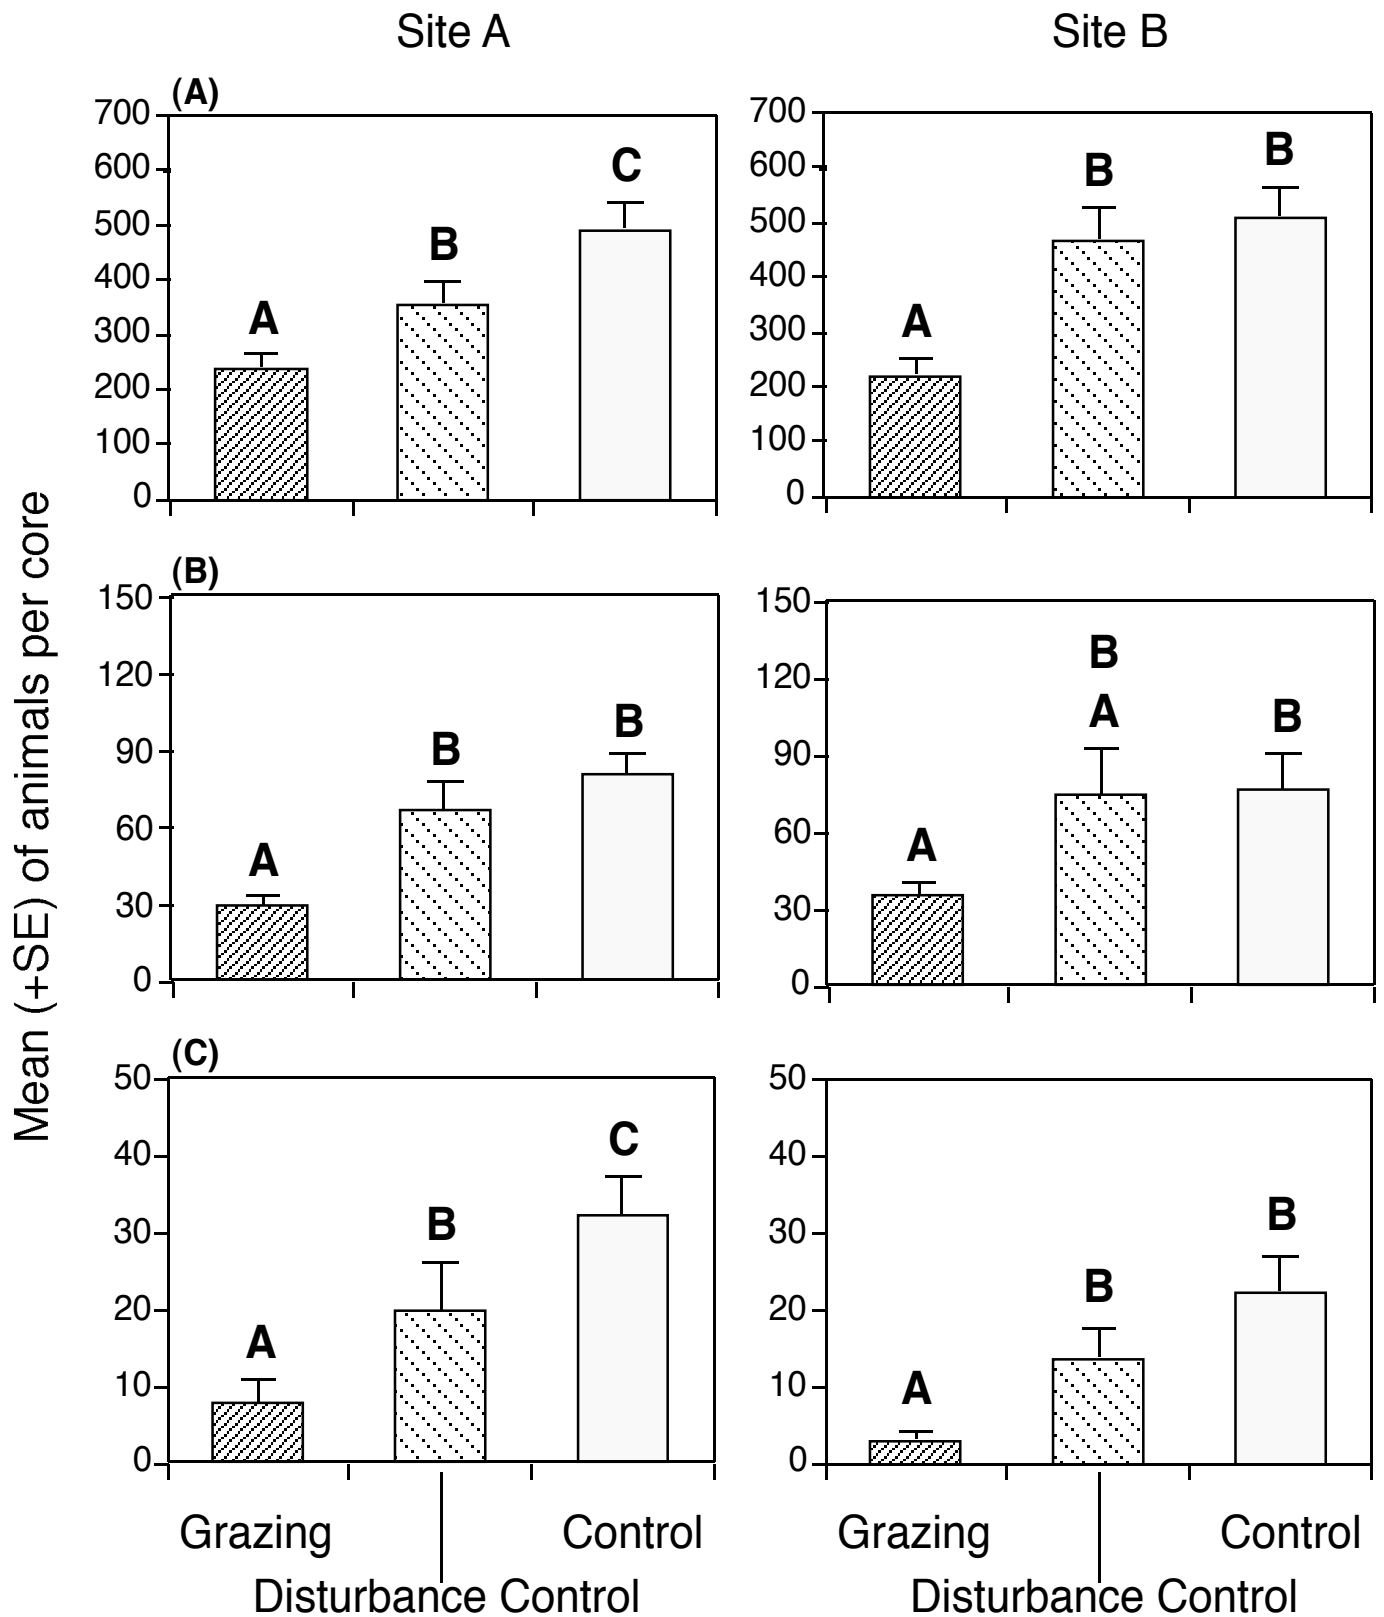 Site A
Site B
(A)
700
600
500
400
300
200
100
0
A
B
C
700
600
500
400
300
200
100
0
A
B
B
Mean (+SE) of animals per core
(B)
150
120
90
60
30
0
A
B
B
150
120
90
60
30
0
A
B
A
B
(C)
50
40
30
20
10
0
A
B
C
50
40
30
20
10
0
A
B
B
Grazing
Control
Disturbance Control
Grazing
Control
Disturbance Control